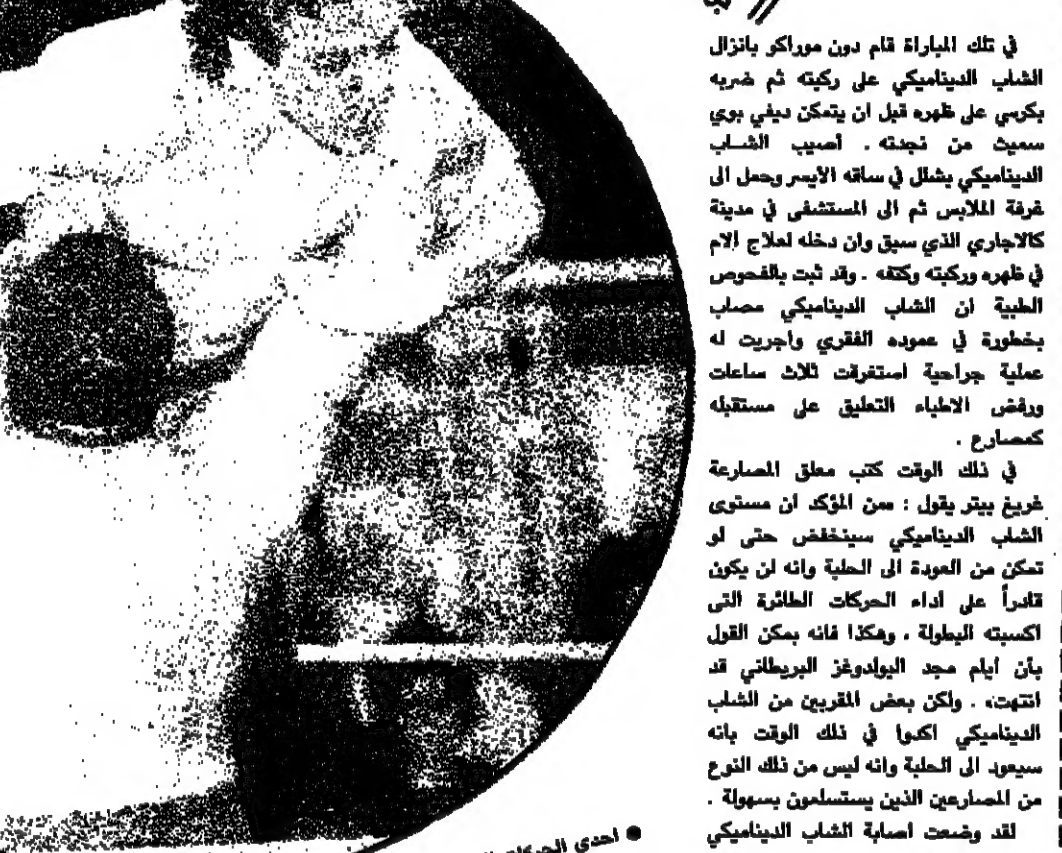 في تلك المباراة قام دون موراكو بانزال
الشاب الديناميكي على ركبته ثم ضربه
بكرسي على ظهره قبل ان يتمكن ديفي بوي
سميث من نجدته . أصيب الشاب
الديناميكي بشلل في ساقه الأيسر وحمل الى
غرفة الملابس ثم الى المستشفى في مدينة
كالاجاري الذي سبق وان دخله لعلاج آلام
في ظهره وركبته وكتفه . وقد ثبت بالفحوص
الطبية ان الشاب الديناميكي مصاب
بخطورة في عموده الفقري وأجريت له
عملية جراحية استغرقت ثلاث ساعات
ورفض الاطباء التعليق على مستقبله
كمصارع .
في ذلك الوقت كتب معلق المصارعة
غريغ بيتر يقول : «من المؤكد ان مستوى
الشاب الديناميكي سينخفض حتى لو
تمكن من العودة الى الحلبة وانه لن يكون
قادراً على أداء الحركات الطائرة التي
اكسبته البطولة . وهكذا فانه يمكن القول
بأن أيام مجد البولدوغز البريطاني قد
انتهت» . ولكن بعض المقربين من الشاب
الديناميكي اكدوا في ذلك الوقت بانه
سيعود الى الحلبة وانه ليس من ذلك النوع
من المصارعين الذين يستسلمون بسهولة .
لقد وضعت اصابة الشاب الديناميكي
● احدى